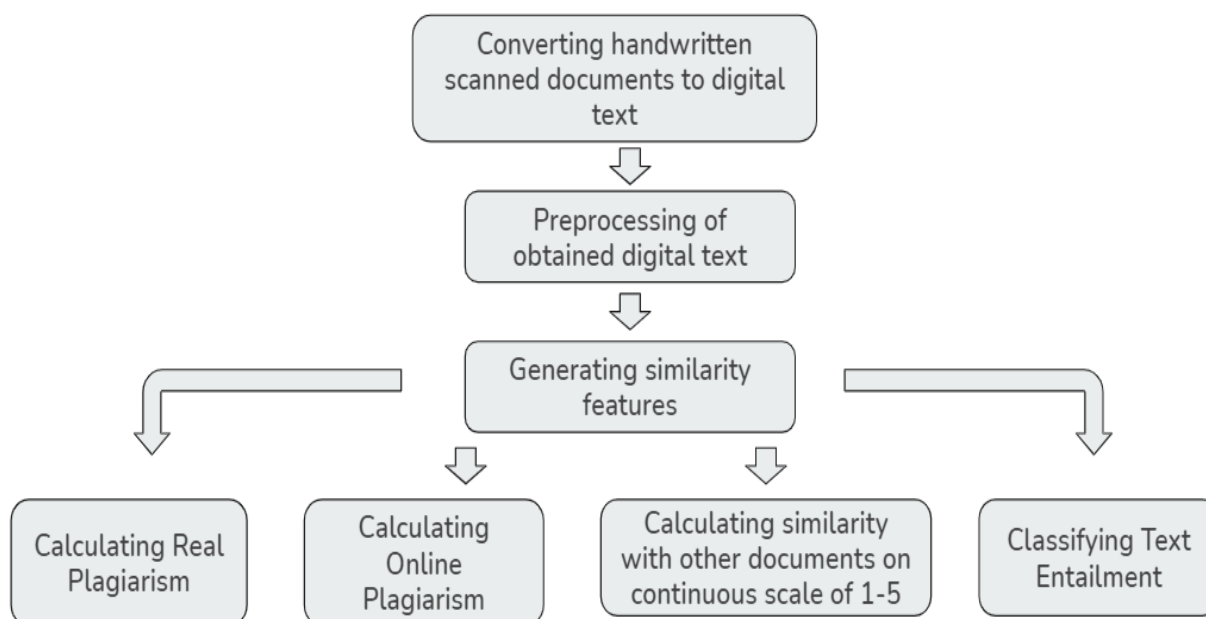 Converting handwritten
scanned documents to digital
text
Preprocessing of
obtained digital text
Generating similarity
features
Calculating Real
Plagiarism
Calculating
Online
Plagiarism
Calculating similarity
with other documents on
continuous scale of 1-5
Classifying Text
Entailment